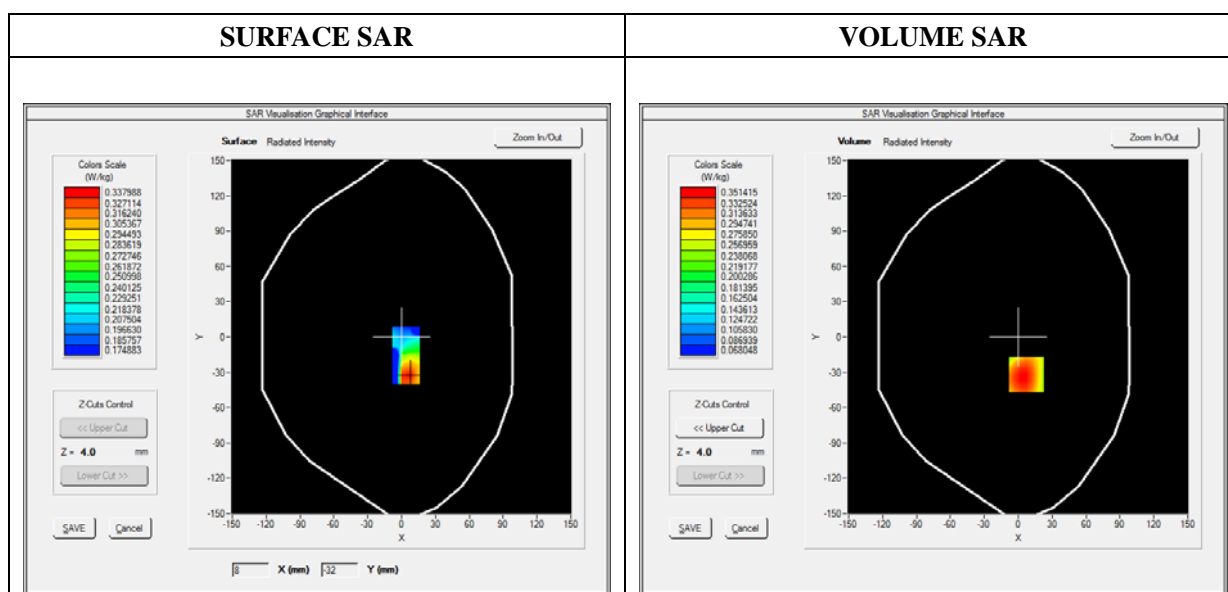 SURFACE SAR
VOLUME SAR
SAR Visualisation Graphical Interface
Surface Radiated Intensity
Zoom In/Out
Colors Scale
(W/kg)
0.337988
0.327114
0.316240
0.305367
0.294493
0.283619
0.272746
0.261872
0.250998
0.240125
0.229251
0.218378
0.207504
0.196630
0.185757
0.174883
Z-Cuts Control
<< Upper Cut
Z = 4.0 mm
Lower Cut >>
SAVE Cancel
150
120
90
60
30
0
-30
-60
-90
-120
-150
Y
-150 -120 -90 -60 -30 0 30 60 90 120 150
X
8 X (mm) -32 Y (mm)
SAR Visualisation Graphical Interface
Volume Radiated Intensity
Zoom In/Out
Colors Scale
(W/kg)
0.351415
0.332524
0.313633
0.294741
0.275850
0.256959
0.238068
0.219177
0.200286
0.181395
0.162504
0.143613
0.124722
0.105830
0.086939
0.068048
Z-Cuts Control
<< Upper Cut
Z = 4.0 mm
Lower Cut >>
SAVE Cancel
150
120
90
60
30
0
-30
-60
-90
-120
-150
Y
-150 -120 -90 -60 -30 0 30 60 90 120 150
X